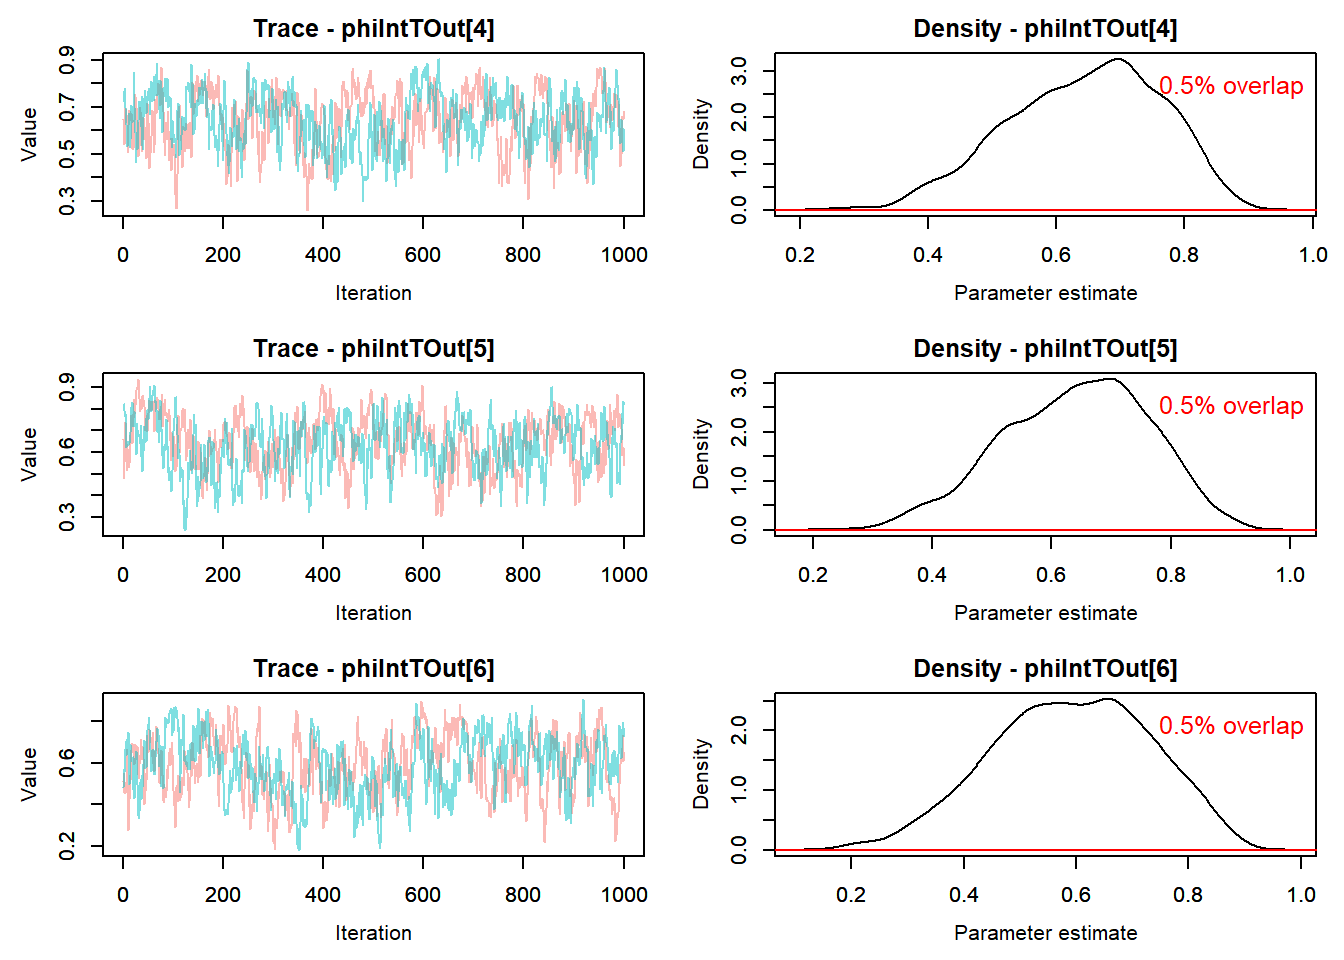 Trace - phiIntTOut[4]
Value
0.3 0.5 0.7 0.9
0 200 400 600 800 1000
Iteration
Density - phiIntTOut[4]
0.5% overlap
Density
0.0 1.0 2.0 3.0
0.2 0.4 0.6 0.8 1.0
Parameter estimate
Trace - phiIntTOut[5]
Value
0.3 0.6 0.9
0 200 400 600 800 1000
Iteration
Density - phiIntTOut[5]
0.5% overlap
Density
0.0 1.0 2.0 3.0
0.2 0.4 0.6 0.8 1.0
Parameter estimate
Trace - phiIntTOut[6]
Value
0.2 0.6
0 200 400 600 800 1000
Iteration
Density - phiIntTOut[6]
0.5% overlap
Density
0.0 1.0 2.0
0.2 0.4 0.6 0.8 1.0
Parameter estimate